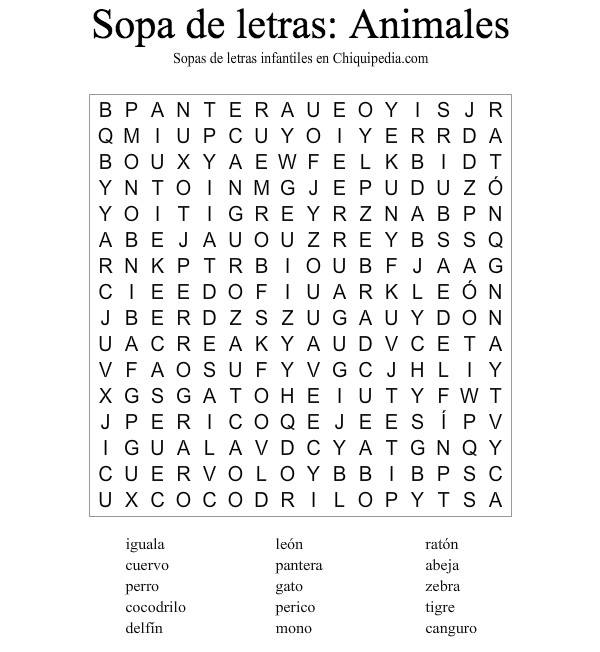 Sopa de letras: Animales
Sopas de letras infantiles en Chiquipedia.com
B P A N T E R A U E O Y I S J R
Q M I U P C U Y O I Y E R R D A
B O U X Y A E W F E L K B I D T
Y N T O I N M G J E P U D U Z Ó
Y O I T I G R E Y R Z N A B P N
A B E J A U O U Z R E Y B S S Q
R N K P T R B I O U B F J A A G
C I E E D O F I U A R K L E Ó N
J B E R D Z S Z U G A U Y D O N
U A C R E A K Y A U D V C E T A
V F A O S U F Y V G C J H L I Y
X G S G A T O H E I U T Y F W T
J P E R I C O Q E J E E S Í P V
I G U A L A V D C Y A T G N Q Y
C U E R V O L O Y B B I B P S C
U X C O C O D R I L O P Y T S A
iguala león ratón
cuervo pantera abeja
perro gato zebra
cocodrilo perico tigre
delfín mono canguro